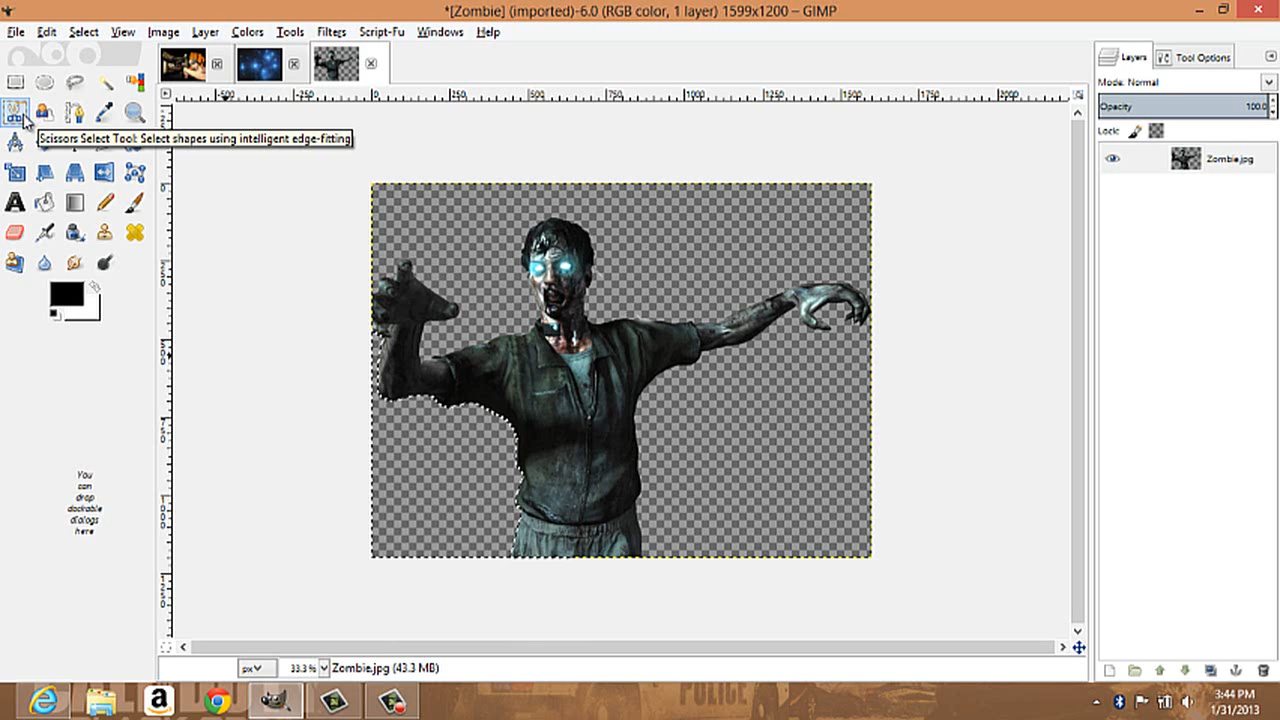 *[Zombie] (imported)-6.0 (RGB color, 1 layer) 1599x1200 – GIMP
File Edit Select View Image Layer Colors Tools Filters Script-Fu Windows Help
Layers Tool Options
Mode: Normal
Opacity 100.0
Lock:
Zombie.jpg
Scissors Select Tool: Select shapes using intelligent edge-fitting
0 250 500 750 1000 1250 1500 1750 2000
You
can
drop
dockable
dialogs
here
px 33.3 % Zombie.jpg (43.3 MB)
POLICE
3:44 PM
1/31/2013